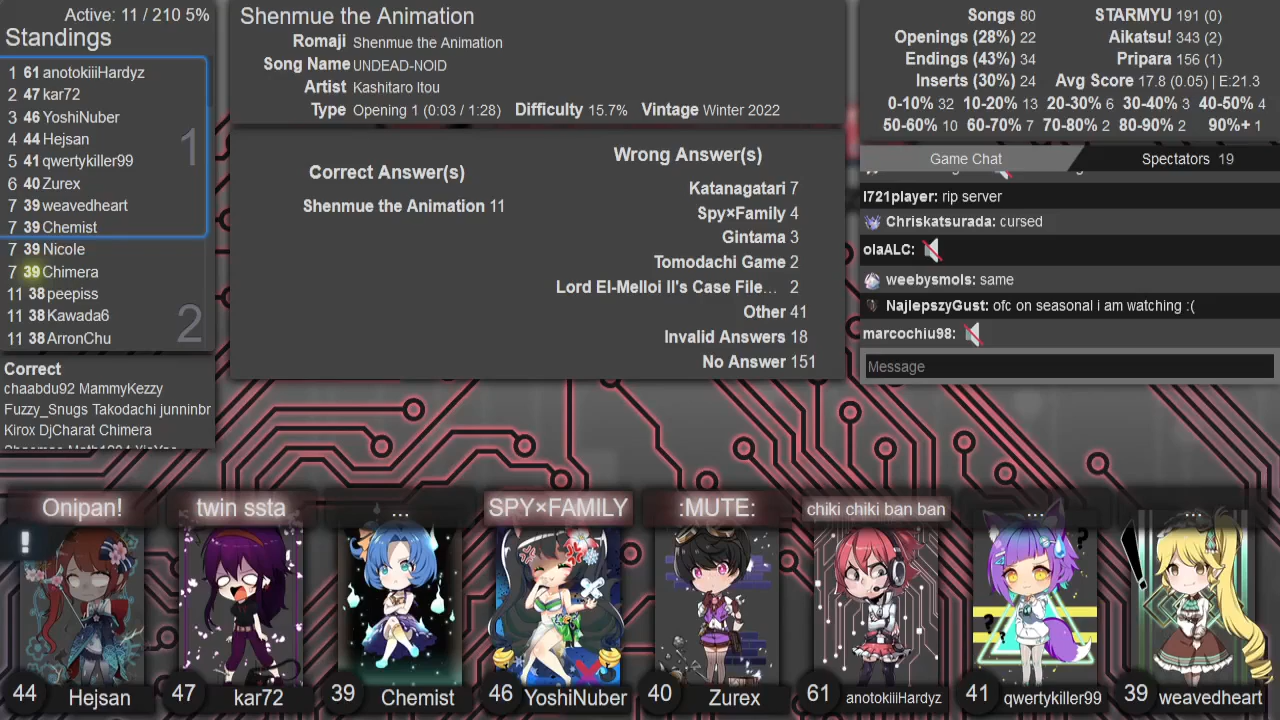 Active: 11 / 210 5%
Standings
1 61 anotokiiiHardyz
2 47 kar72
3 46 YoshiNuber
4 44 Hejsan
5 41 qwertykiller99
6 40 Zurex
7 39 weavedheart
7 39 Chemist
1
7 39 Nicole
7 39 Chimera
11 38 peepiss
11 38 Kawada6
11 38 ArronChu
2
Correct
chaabdu92 MammyKezzy
Fuzzy_Snugs Takodachi junninbr
Kirox DjCharat Chimera
Shenmue the Animation
Romaji Shenmue the Animation
Song Name UNDEAD-NOID
Artist Kashitaro Itou
Type Opening 1 (0:03 / 1:28) Difficulty 15.7% Vintage Winter 2022
Correct Answer(s)
Shenmue the Animation 11
Wrong Answer(s)
Katanagatari 7
Spy×Family 4
Gintama 3
Tomodachi Game 2
Lord El-Melloi II's Case File... 2
Other 41
Invalid Answers 18
No Answer 151
Songs 80 STARMYU 191 (0)
Openings (28%) 22 Aikatsu! 343 (2)
Endings (43%) 34 Pripara 156 (1)
Inserts (30%) 24 Avg Score 17.8 (0.05) | E:21.3
0-10% 32 10-20% 13 20-30% 6 30-40% 3 40-50% 4
50-60% 10 60-70% 7 70-80% 2 80-90% 2 90%+ 1
Game Chat Spectators 19
l721player: rip server
Chriskatsurada: cursed
olaALC:
weebysmols: same
NajlepszyGust: ofc on seasonal i am watching :(
marcochiu98:
Message
Onipan! twin ssta ... SPY×FAMILY :MUTE: chiki chiki ban ban ... ...
44 Hejsan 47 kar72 39 Chemist 46 YoshiNuber 40 Zurex 61 anotokiiiHardyz 41 qwertykiller99 39 weavedheart